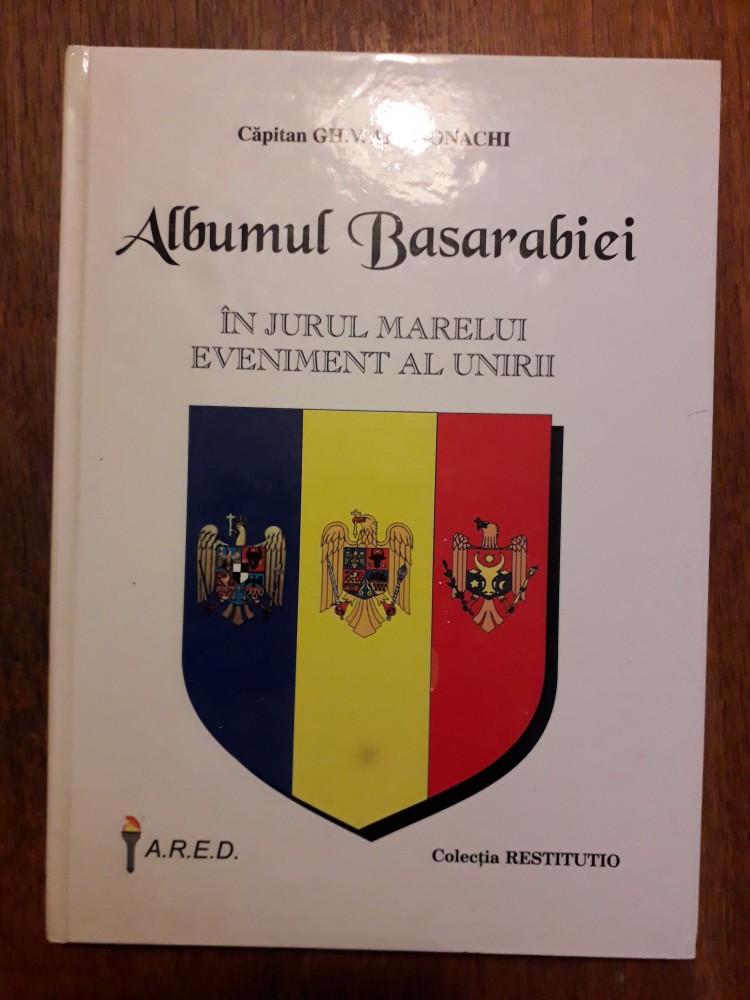 Căpitan GH.V.
Albumul Basarabiei
ÎN JURUL MARELUI
EVENIMENT AL UNIRII
A.R.E.D.
Colecția RESTITUTIO